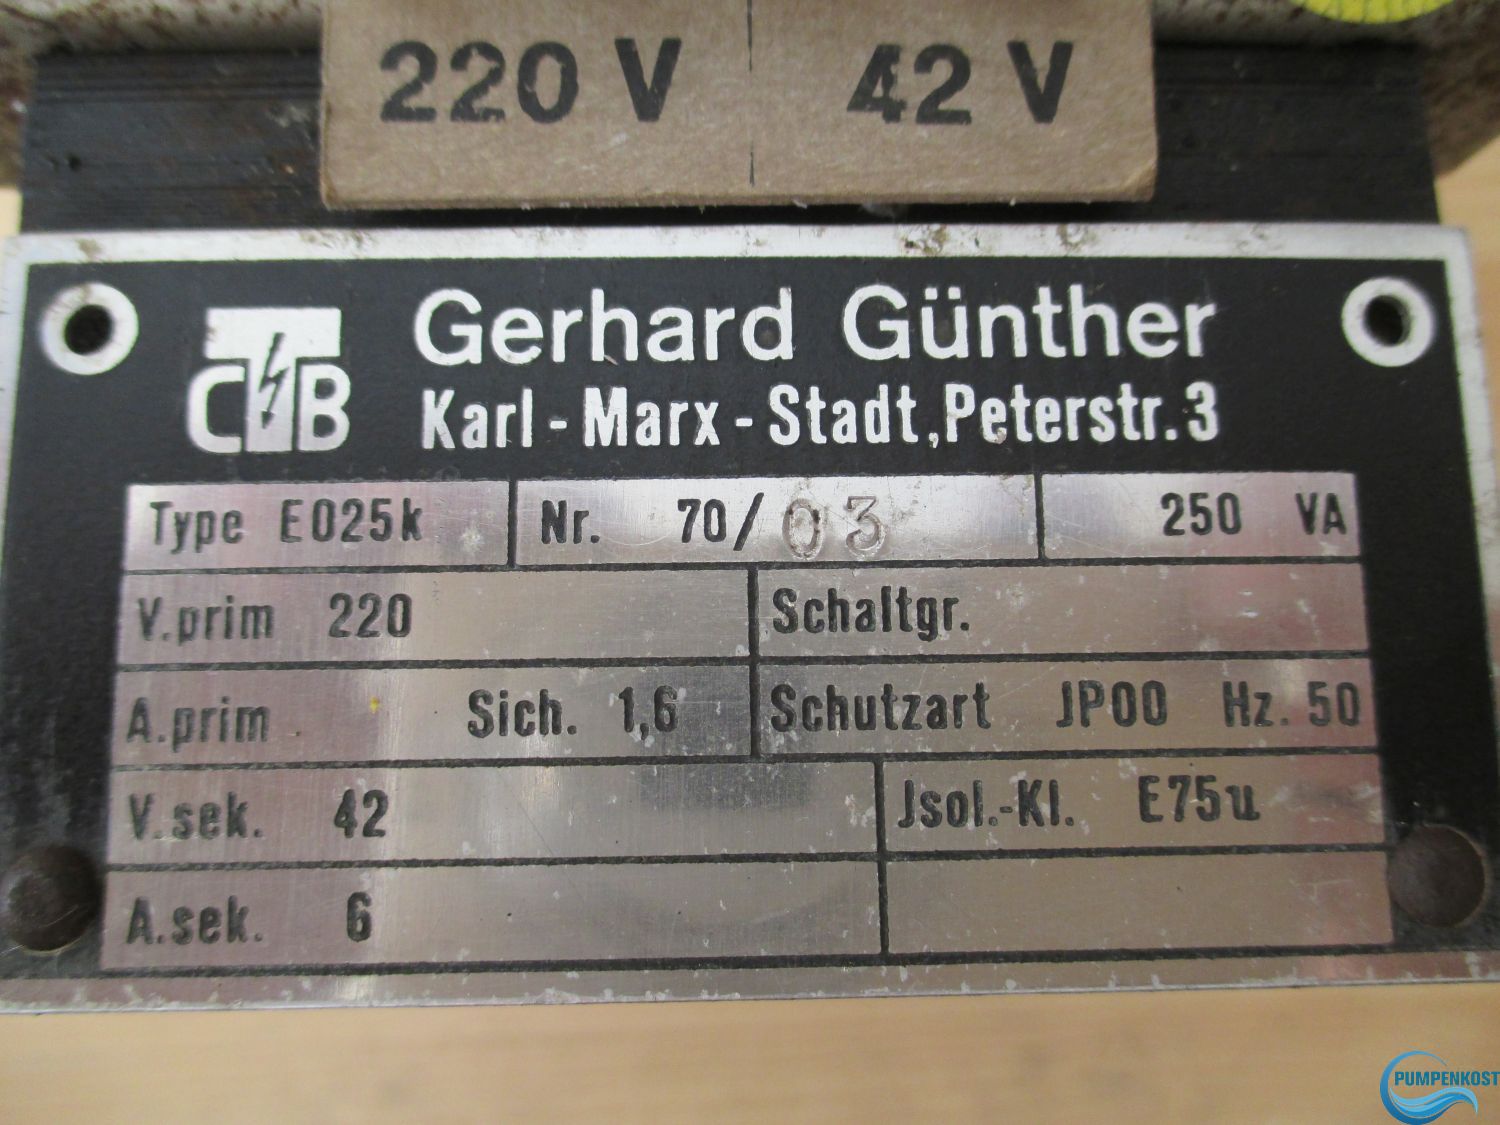 220 V 42 V
CTB Gerhard Günther
Karl-Marx-Stadt, Peterstr. 3
Type E025k Nr. 70/03 250 VA
V.prim 220 Schaltgr.
A.prim Sich. 1,6 Schutzart JP00 Hz. 50
V.sek. 42 Jsol.-Kl. E75u
A.sek. 6
PUMPENKOST